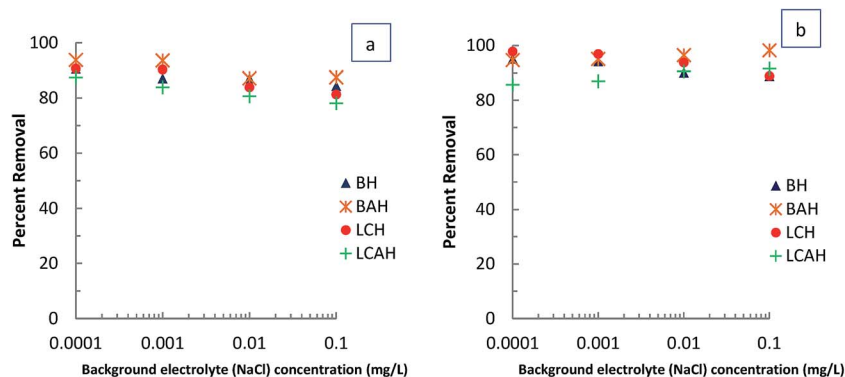 a
100
80
60
40
20
0
Percent Removal
BH
BAH
LCH
LCAH
0.0001 0.001 0.01 0.1
Background electrolyte (NaCl) concentration (mg/L)
b
100
80
60
40
20
0
Percent Removal
BH
BAH
LCH
LCAH
0.0001 0.001 0.01 0.1
Background electrolyte (NaCl) concentration (mg/L)